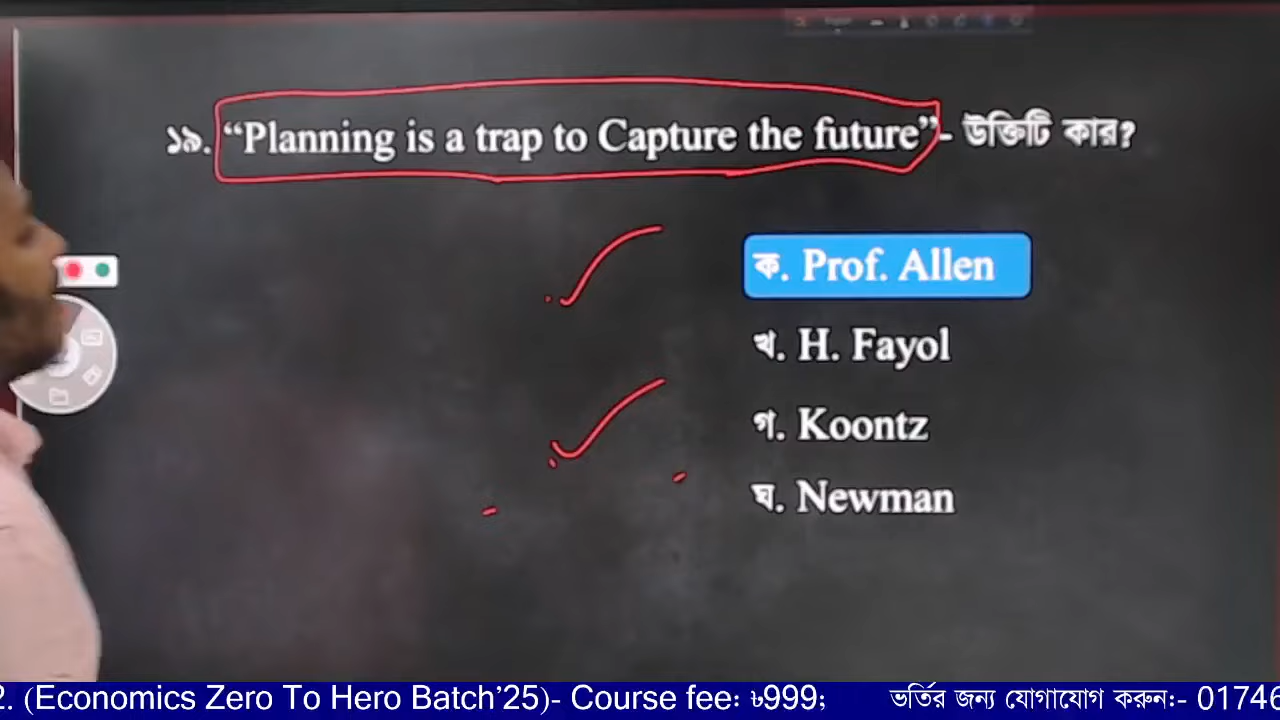 ১৯. “Planning is a trap to Capture the future”- উক্তিটি কার?
ক. Prof. Allen
খ. H. Fayol
গ. Koontz
ঘ. Newman
2. (Economics Zero To Hero Batch’25)- Course fee: ৳999; ভর্তির জন্য যোগাযোগ করুন:- 01746